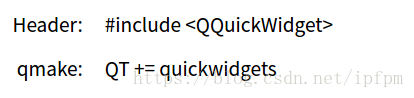 Header: #include <QQuickWidget>
qmake: QT += quickwidgets
https://blog.csdn.net/ipfpm